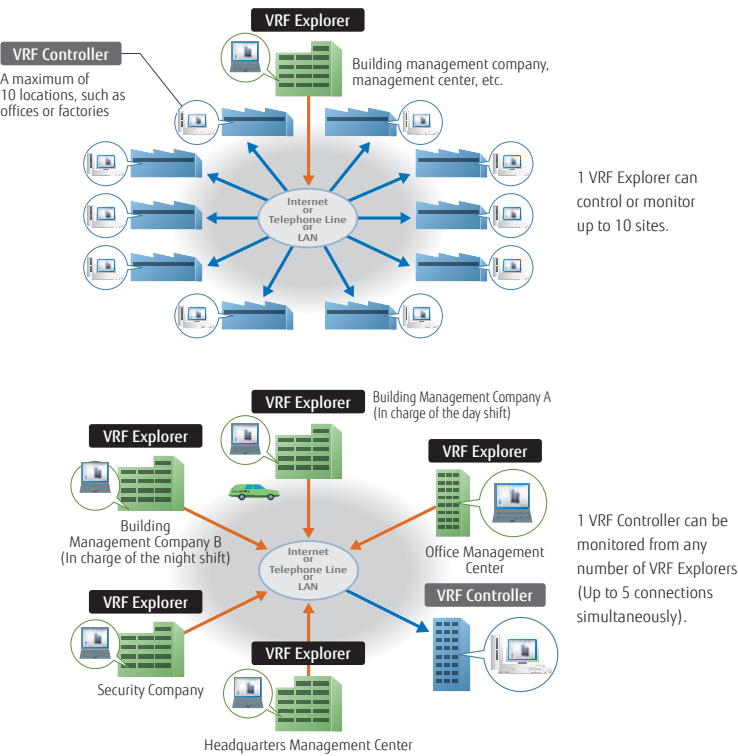 VRF Explorer
VRF Controller
A maximum of
10 locations, such as
offices or factories
Building management company,
management center, etc.
Internet
or
Telephone Line
or
LAN
1 VRF Explorer can
control or monitor
up to 10 sites.
VRF Explorer
Building Management Company A
(In charge of the day shift)
VRF Explorer
Building
Management Company B
(In charge of the night shift)
VRF Explorer
Office Management
Center
Internet
or
Telephone Line
or
LAN
1 VRF Controller can be
monitored from any
number of VRF Explorers
(Up to 5 connections
simultaneously).
VRF Explorer
Security Company
VRF Controller
VRF Explorer
Headquarters Management Center